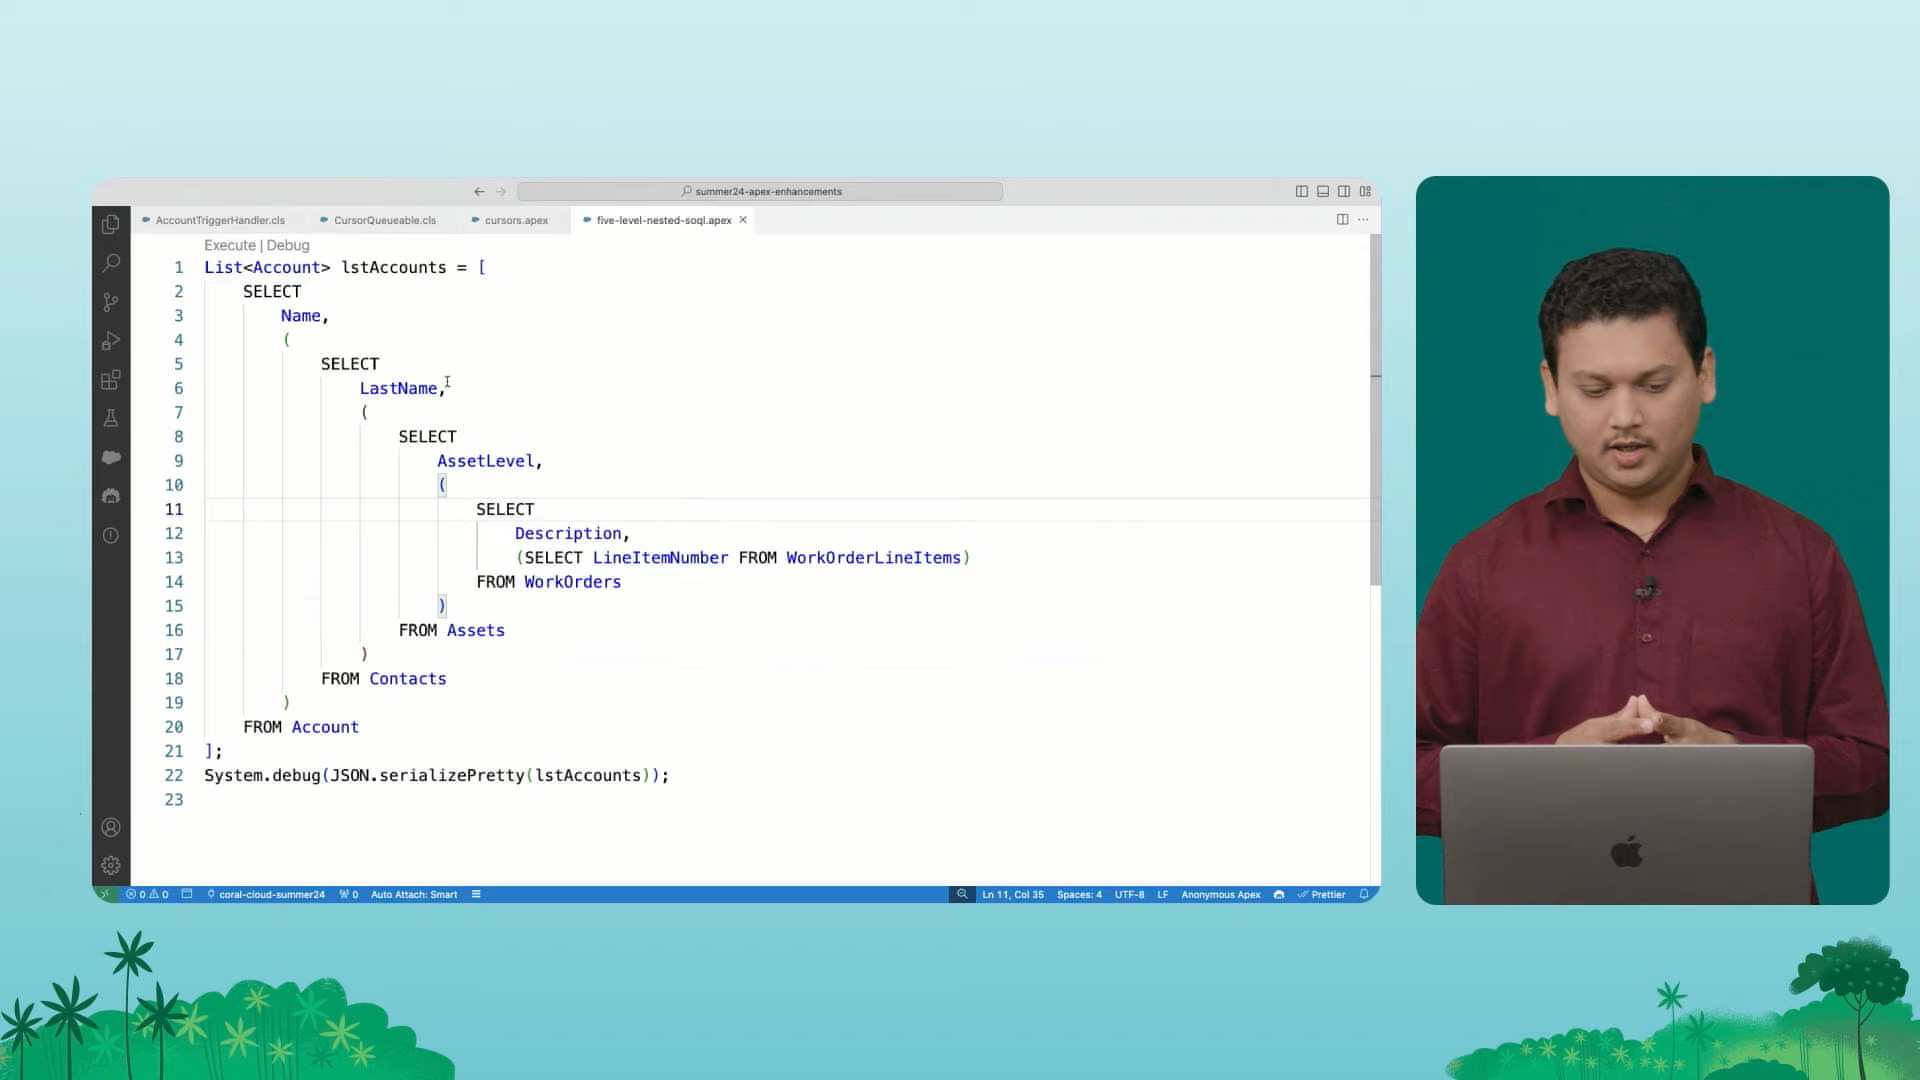 summer24-apex-enhancements
AccountTriggerHandler.cls CursorQueueable.cls cursors.apex five-level-nested-soql.apex
Execute | Debug
1 List<Account> lstAccounts = [
2 SELECT
3 Name,
4 (
5 SELECT
6 LastName,
7 (
8 SELECT
9 AssetLevel,
10 (
11 SELECT
12 Description,
13 (SELECT LineItemNumber FROM WorkOrderLineItems)
14 FROM WorkOrders
15 )
16 FROM Assets
17 )
18 FROM Contacts
19 )
20 FROM Account
21 ];
22 System.debug(JSON.serializePretty(lstAccounts));
23
0 0 coral-cloud-summer24 0 Auto Attach: Smart Ln 11, Col 35 Spaces: 4 UTF-8 LF Anonymous Apex Prettier